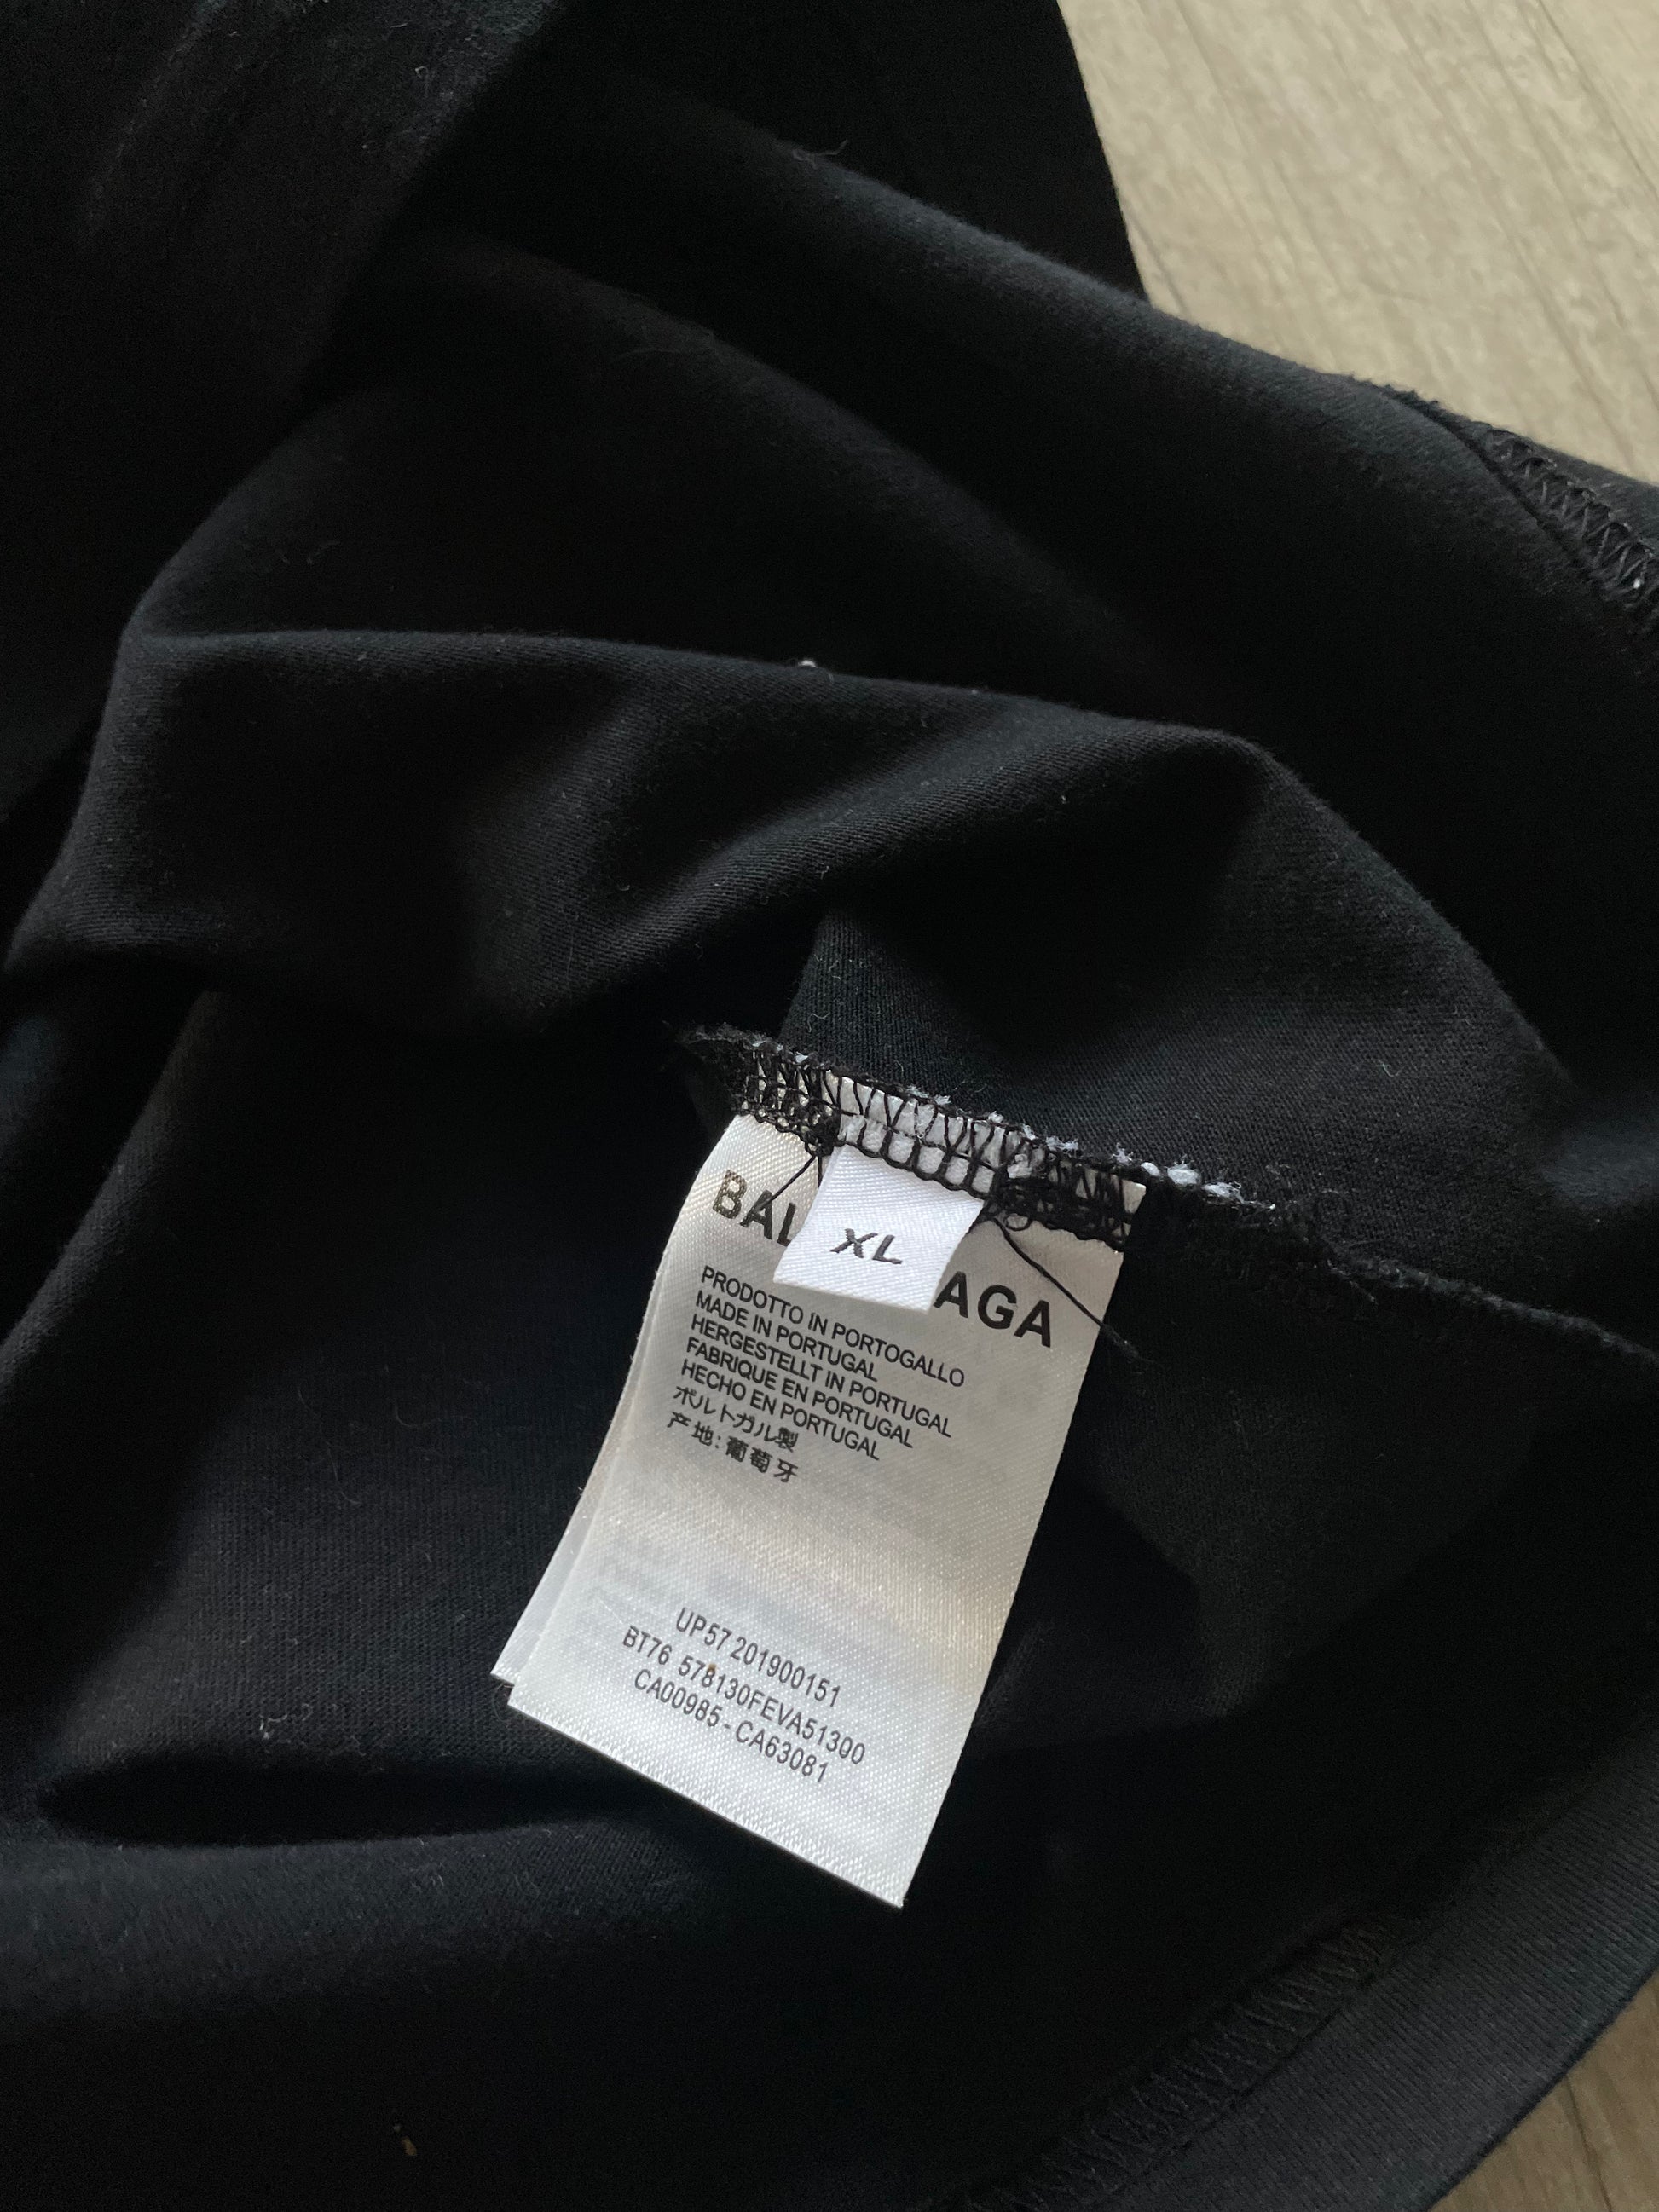 XL
BAL AGA
PRODOTTO IN PORTOGALLO
MADE IN PORTUGAL
HERGESTELLT IN PORTUGAL
FABRIQUE EN PORTUGAL
HECHO EN PORTUGAL
ポルトガル製
产地:葡萄牙
UP57 201900151
BT76 578130FEVA51300
CA00985-CA63081